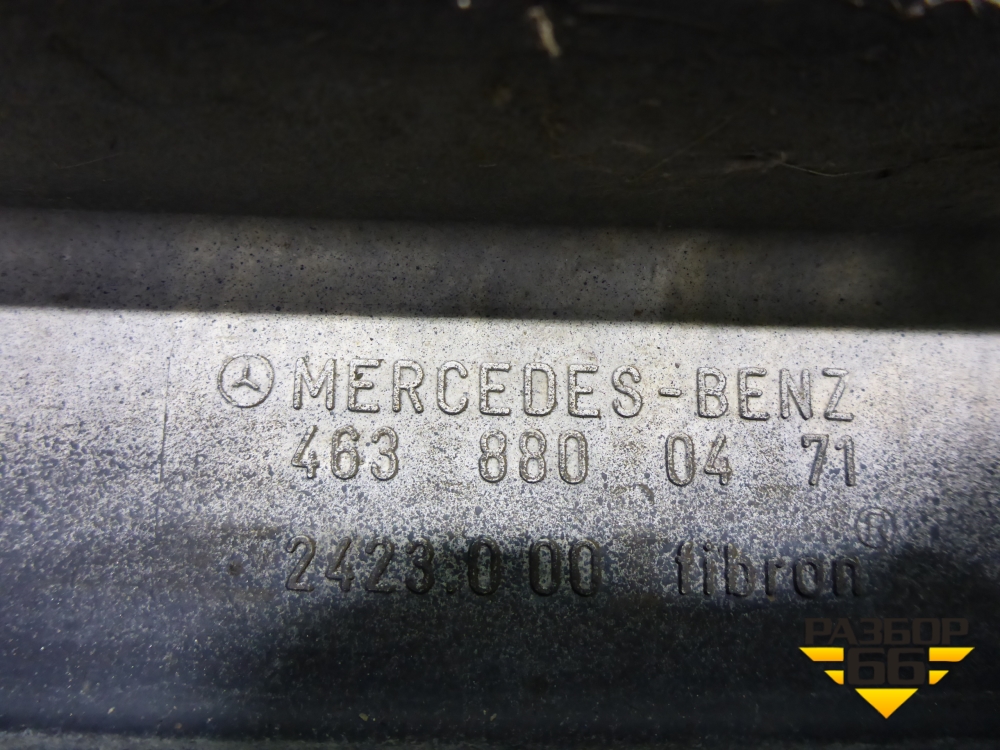 MERCEDES-BENZ
463 880 04 71
2423.0 00 fibron®
РАЗБОР
66